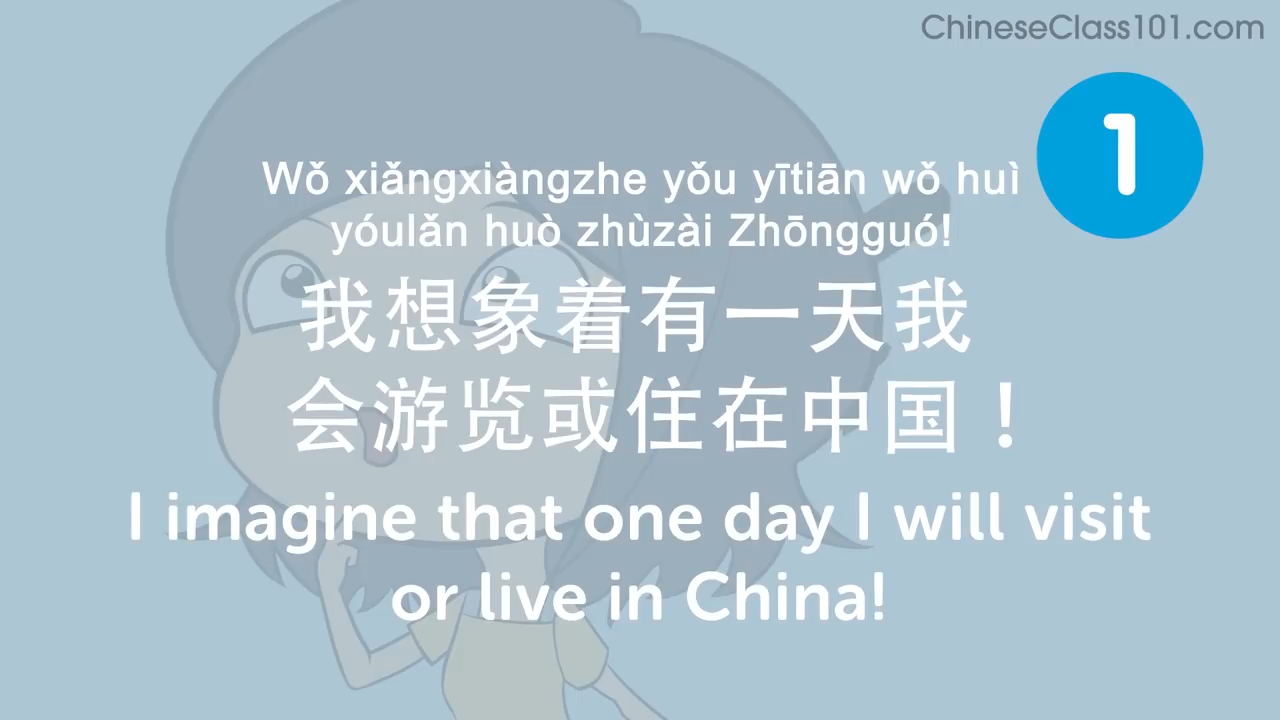 ChineseClass101.com
1
Wǒ xiǎngxiàngzhe yǒu yītiān wǒ huì
yóulǎn huò zhùzài Zhōngguó!
我想象着有一天我
会游览或住在中国！
I imagine that one day I will visit
or live in China!